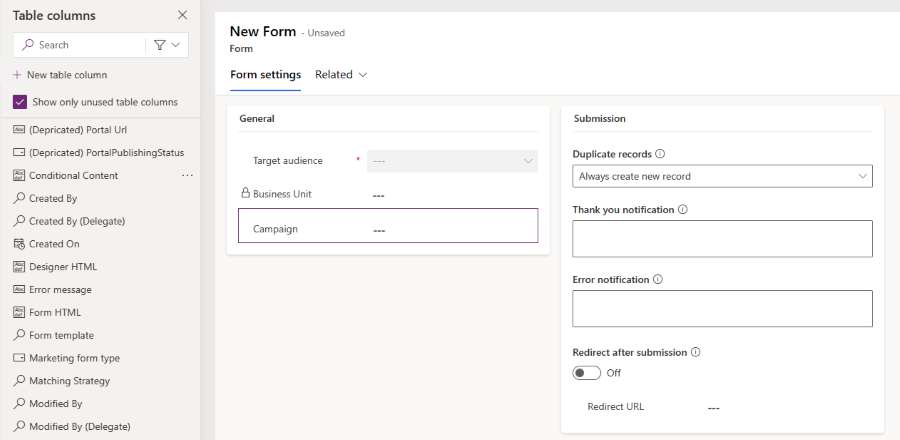 Table columns
Search
New table column
Show only unused table columns
(Depricated) Portal Url
(Depricated) PortalPublishingStatus
Conditional Content
Created By
Created By (Delegate)
Created On
Designer HTML
Error message
Form HTML
Form template
Marketing form type
Matching Strategy
Modified By
Modified By (Delegate)
New Form - Unsaved
Form
Form settings Related
General
Target audience * ---
Business Unit ---
Campaign ---
Submission
Duplicate records
Always create new record
Thank you notification
Error notification
Redirect after submission
Off
Redirect URL ---